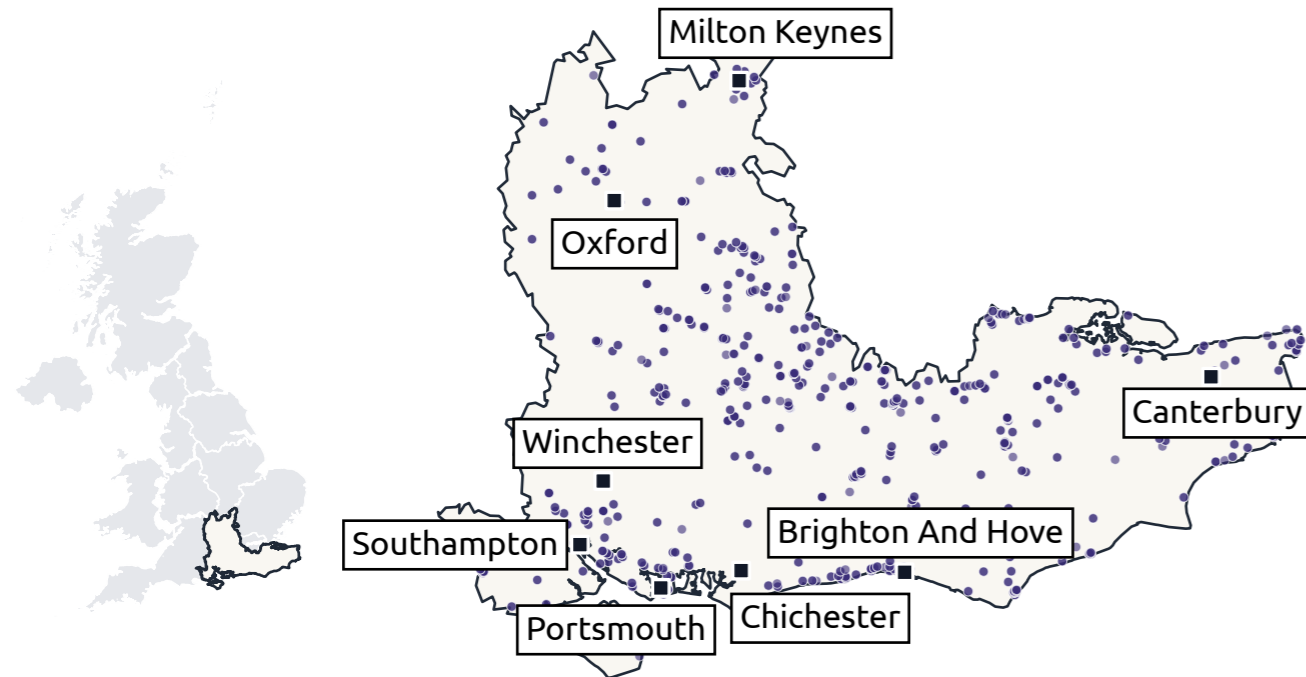 Milton Keynes
Oxford
Canterbury
Winchester
Brighton And Hove
Southampton
Chichester
Portsmouth